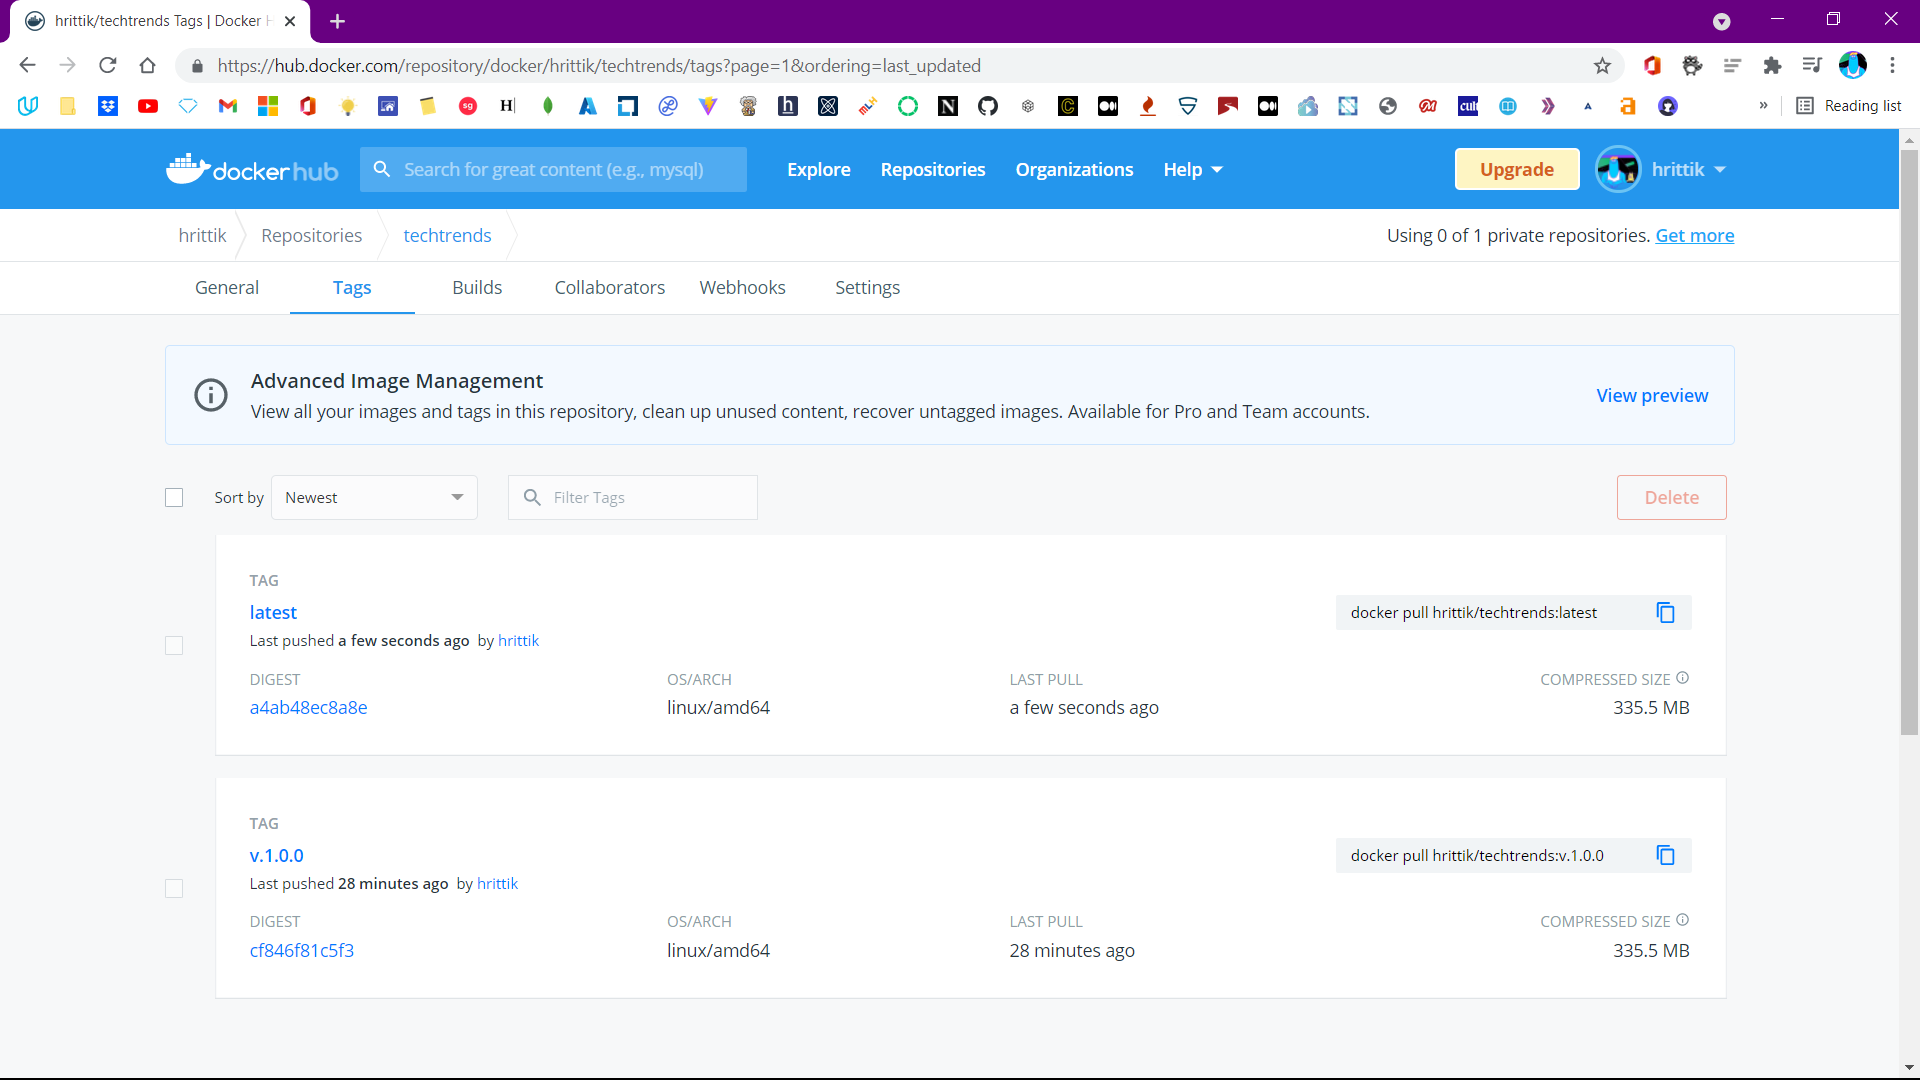 hrittik/techtrends Tags | Docker H
https://hub.docker.com/repository/docker/hrittik/techtrends/tags?page=1&ordering=last_updated
sg H N h C cult a » Reading list
docker hub Search for great content (e.g., mysql) Explore Repositories Organizations Help Upgrade hrittik
hrittik Repositories techtrends Using 0 of 1 private repositories. Get more
General Tags Builds Collaborators Webhooks Settings
Advanced Image Management
View all your images and tags in this repository, clean up unused content, recover untagged images. Available for Pro and Team accounts.
View preview
Sort by Newest Filter Tags Delete
TAG
latest
docker pull hrittik/techtrends:latest
Last pushed a few seconds ago by hrittik
DIGEST OS/ARCH LAST PULL COMPRESSED SIZE
a4ab48ec8a8e linux/amd64 a few seconds ago 335.5 MB
TAG
v.1.0.0
docker pull hrittik/techtrends:v.1.0.0
Last pushed 28 minutes ago by hrittik
DIGEST OS/ARCH LAST PULL COMPRESSED SIZE
cf846f81c5f3 linux/amd64 28 minutes ago 335.5 MB